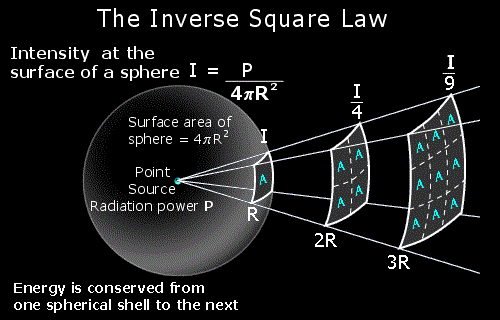 The Inverse Square Law
Intensity at the
surface of a sphere I = P / 4πR²
I/9
I/4
I
Surface area of
sphere = 4πR²
Point
Source
Radiation power P
A
A A
A A
A A A
A A A
A A A
R
2R
3R
Energy is conserved from
one spherical shell to the next